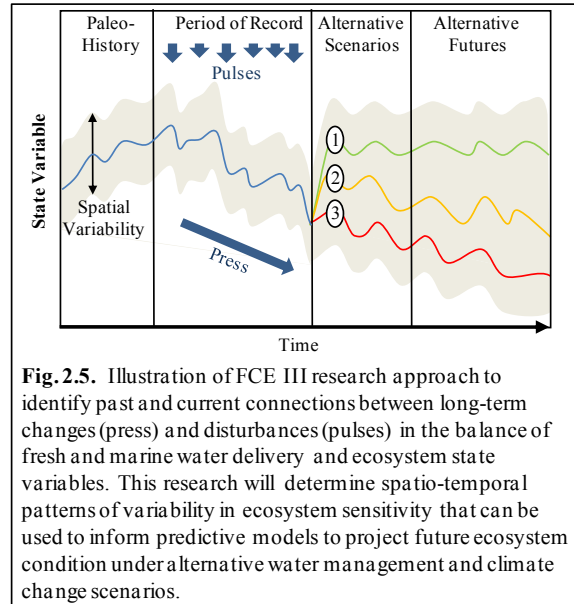 Paleo-
History
Period of Record
Alternative
Scenarios
Alternative
Futures
Pulses
State Variable
Spatial
Variability
Press
1
2
3
Time
Fig. 2.5. Illustration of FCE III research approach to
identify past and current connections between long-term
changes (press) and disturbances (pulses) in the balance of
fresh and marine water delivery and ecosystem state
variables. This research will determine spatio-temporal
patterns of variability in ecosystem sensitivity that can be
used to inform predictive models to project future ecosystem
condition under alternative water management and climate
change scenarios.